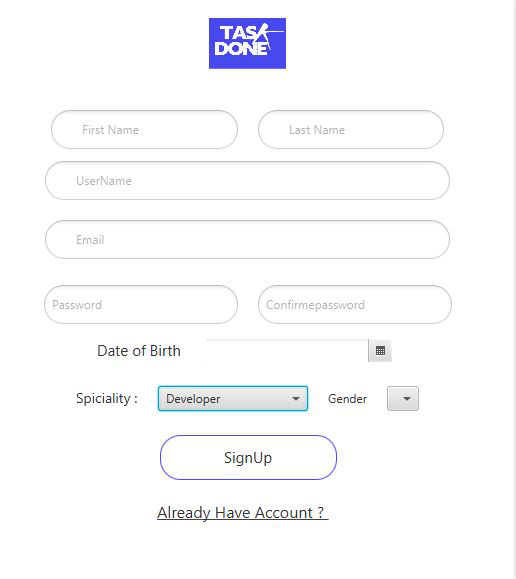 TASK
DONE
First Name Last Name
UserName
Email
Password Confirmepassword
Date of Birth
Spiciality : Developer Gender
SignUp
Already Have Account ?